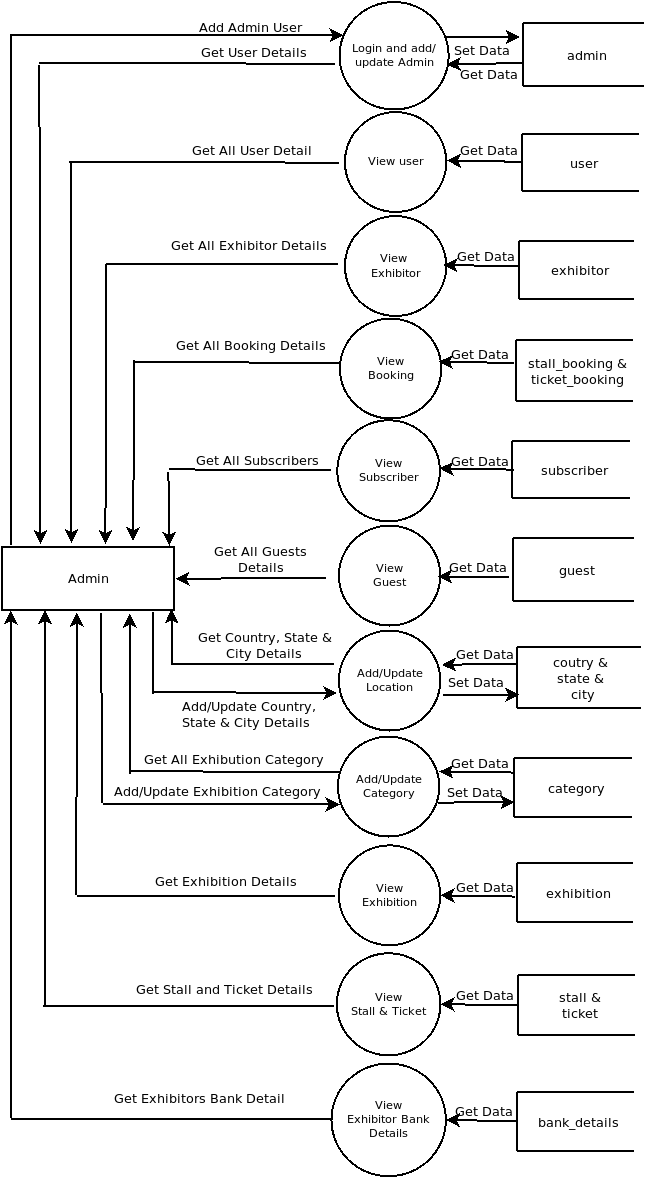 Add Admin User
Get User Details
Login and add/
update Admin
Set Data
Get Data
admin
Get All User Detail
View user
Get Data
user
Get All Exhibitor Details
View
Exhibitor
Get Data
exhibitor
Get All Booking Details
View
Booking
Get Data
stall_booking &
ticket_booking
Get All Subscribers
View
Subscriber
Get Data
subscriber
Admin
Get All Guests
Details
View
Guest
Get Data
guest
Get Country, State &
City Details
Add/Update Country,
State & City Details
Add/Update
Location
Get Data
Set Data
coutry &
state &
city
Get All Exhibution Category
Add/Update Exhibition Category
Add/Update
Category
Get Data
Set Data
category
Get Exhibition Details
View
Exhibition
Get Data
exhibition
Get Stall and Ticket Details
View
Stall & Ticket
Get Data
stall &
ticket
Get Exhibitors Bank Detail
View
Exhibitor Bank
Details
Get Data
bank_details